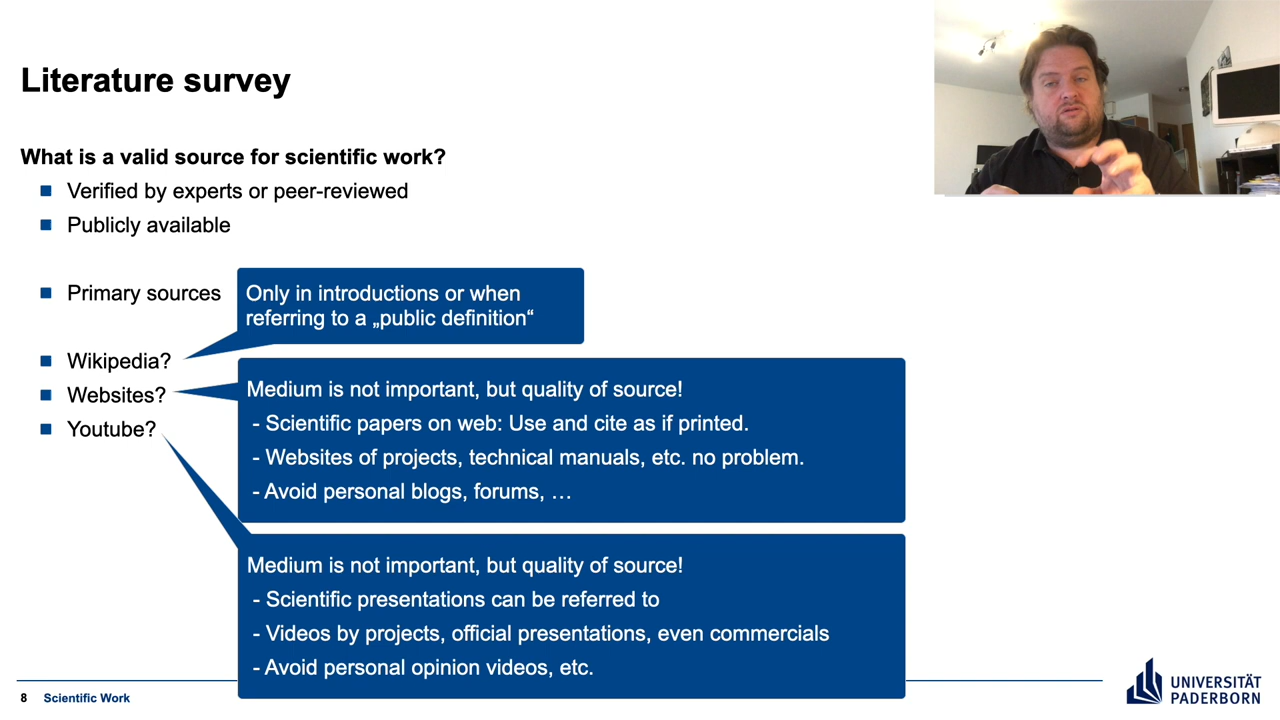 Literature survey
What is a valid source for scientific work?
Verified by experts or peer-reviewed
Publicly available
Primary sources
Only in introductions or when
referring to a „public definition“
Wikipedia?
Websites?
Youtube?
Medium is not important, but quality of source!
- Scientific papers on web: Use and cite as if printed.
- Websites of projects, technical manuals, etc. no problem.
- Avoid personal blogs, forums, …
Medium is not important, but quality of source!
- Scientific presentations can be referred to
- Videos by projects, official presentations, even commercials
- Avoid personal opinion videos, etc.
8 Scientific Work
UNIVERSITÄT
PADERBORN